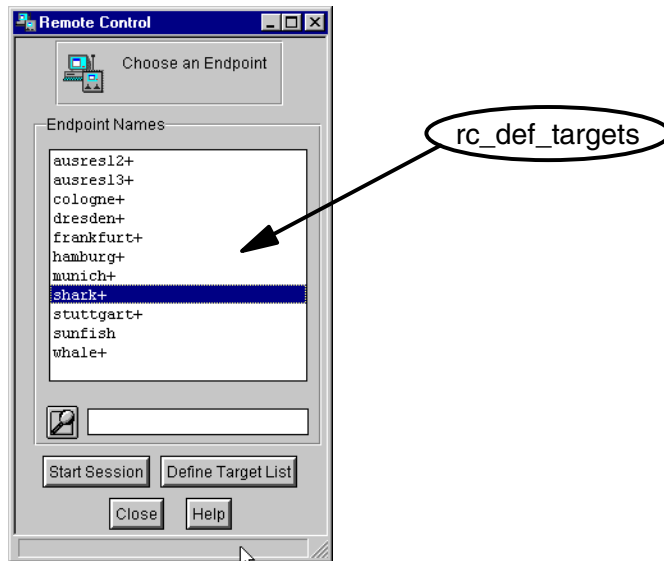 Remote Control
Choose an Endpoint
Endpoint Names
ausres12+
ausres13+
cologne+
dresden+
frankfurt+
hamburg+
munich+
shark+
stuttgart+
sunfish
whale+
Start Session
Define Target List
Close
Help
rc_def_targets